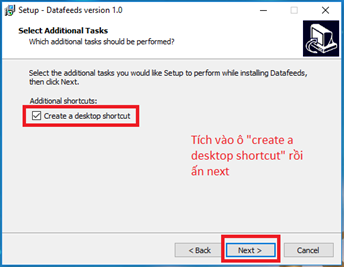 Setup - Datafeeds version 1.0
Select Additional Tasks
Which additional tasks should be performed?
Select the additional tasks you would like Setup to perform while installing Datafeeds,
then click Next.
Additional shortcuts:
Create a desktop shortcut
Tích vào ô "create a
desktop shortcut" rồi
ấn next
< Back
Next >
Cancel